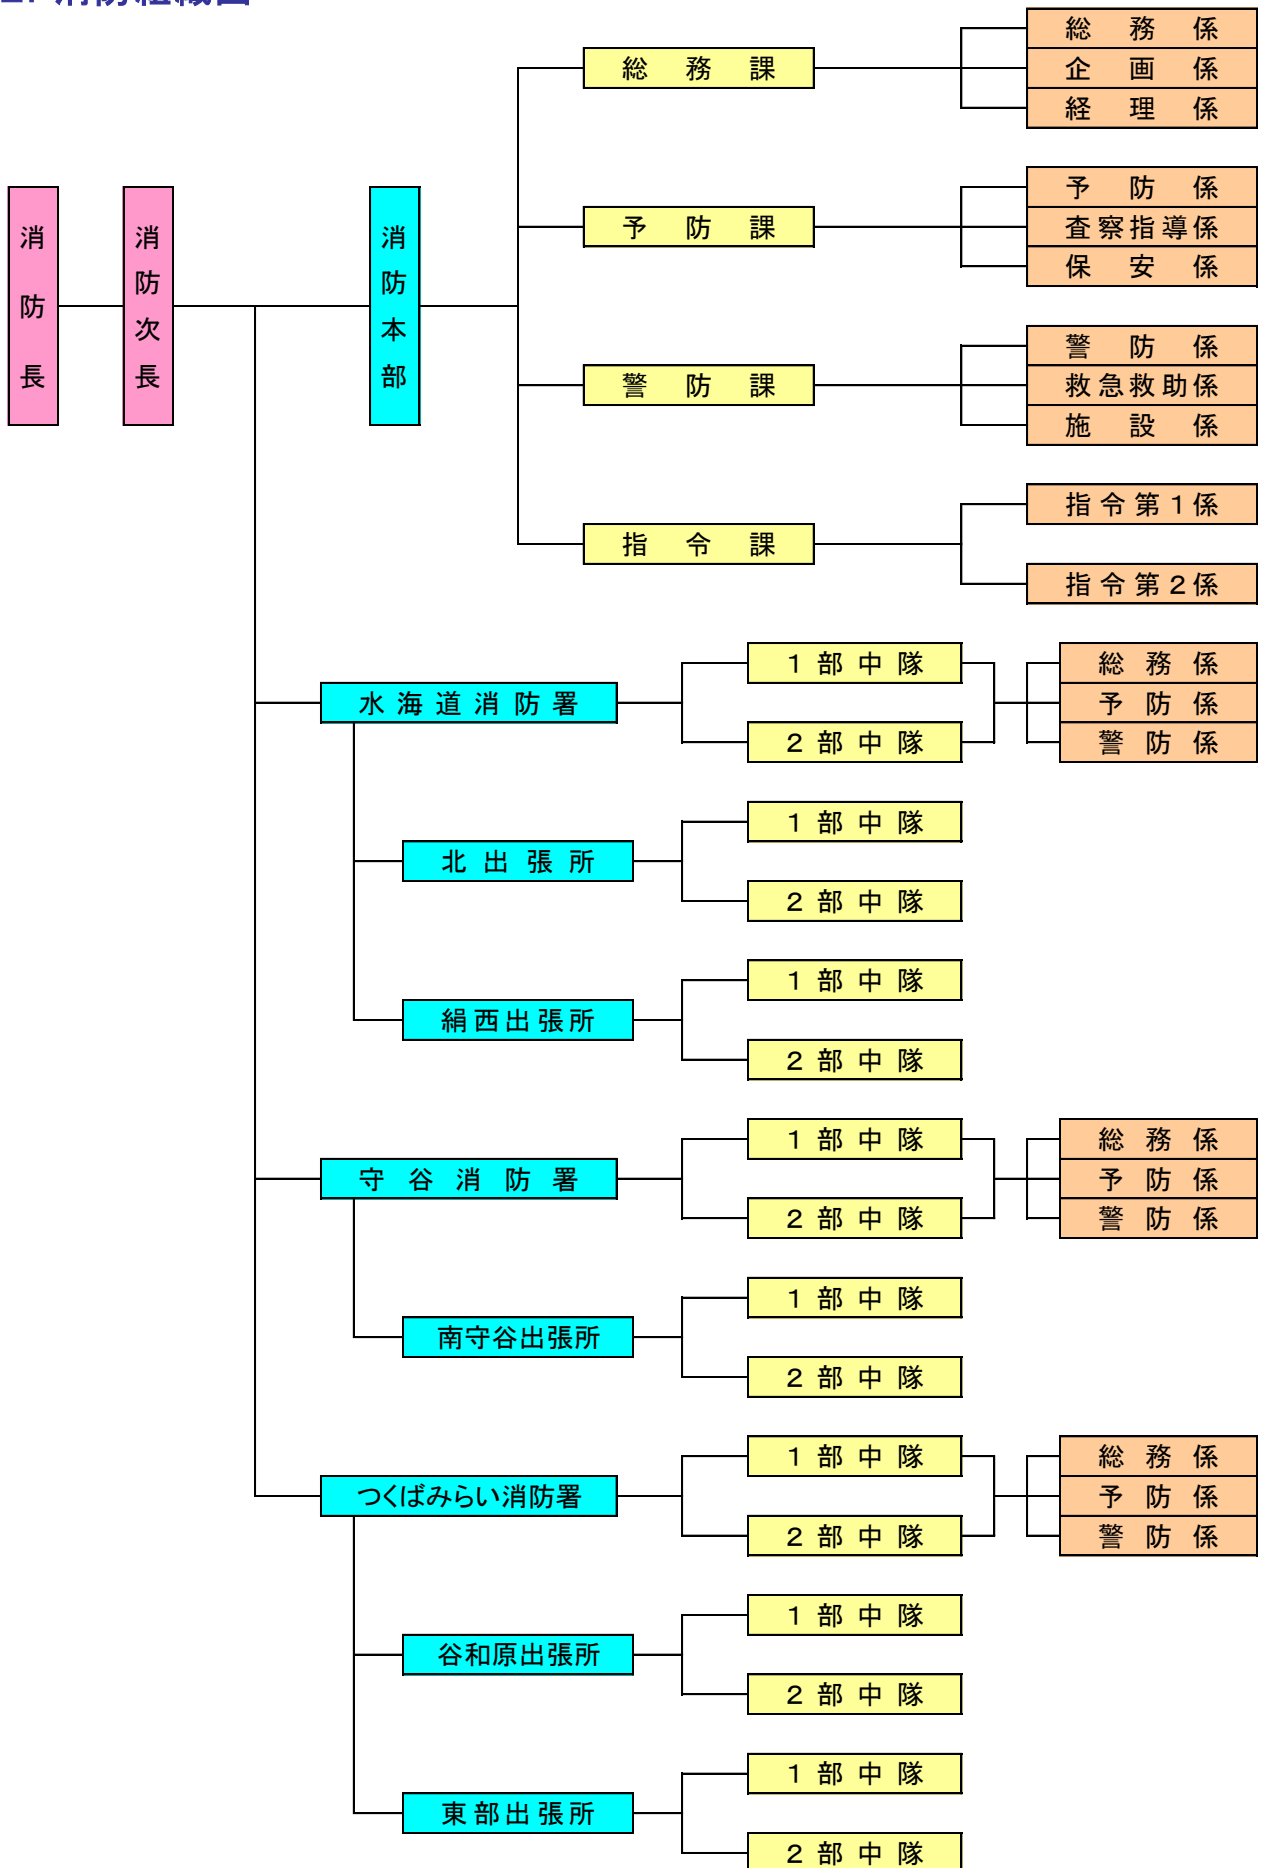 消防組織図
消防長
消防次長
消防本部
総務課
総務係
企画係
経理係
予防課
予防係
査察指導係
保安係
警防課
警防係
救急救助係
施設係
指令課
指令第1係
指令第2係
水海道消防署
1部中隊
2部中隊
総務係
予防係
警防係
北出張所
1部中隊
2部中隊
絹西出張所
1部中隊
2部中隊
守谷消防署
1部中隊
2部中隊
総務係
予防係
警防係
南守谷出張所
1部中隊
2部中隊
つくばみらい消防署
1部中隊
2部中隊
総務係
予防係
警防係
谷和原出張所
1部中隊
2部中隊
東部出張所
1部中隊
2部中隊